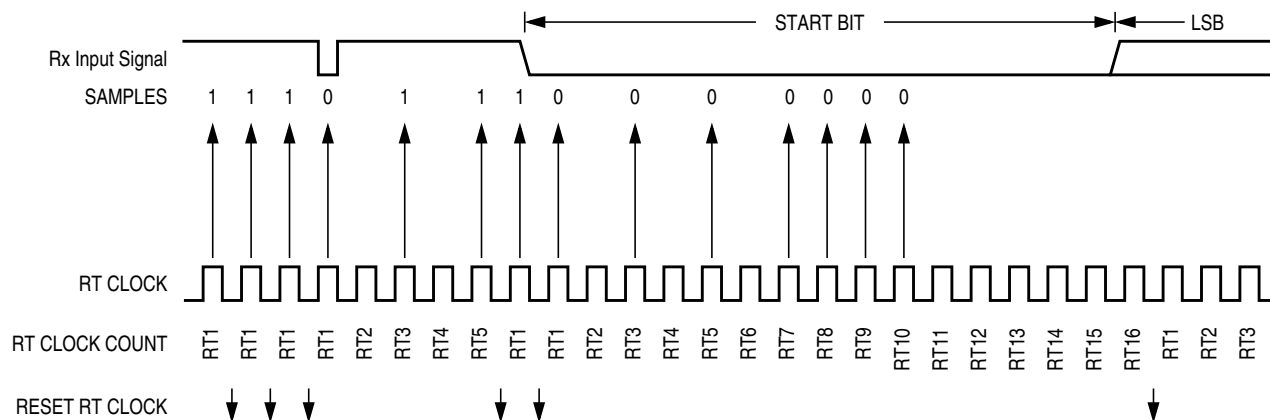 START BIT LSB
Rx Input Signal
SAMPLES 1 1 1 0 1 1 1 0 0 0 0 0 0 0
RT CLOCK
RT CLOCK COUNT RT1 RT1 RT1 RT1 RT2 RT3 RT4 RT5 RT1 RT1 RT2 RT3 RT4 RT5 RT6 RT7 RT8 RT9 RT10 RT11 RT12 RT13 RT14 RT15 RT16 RT1 RT2 RT3
RESET RT CLOCK